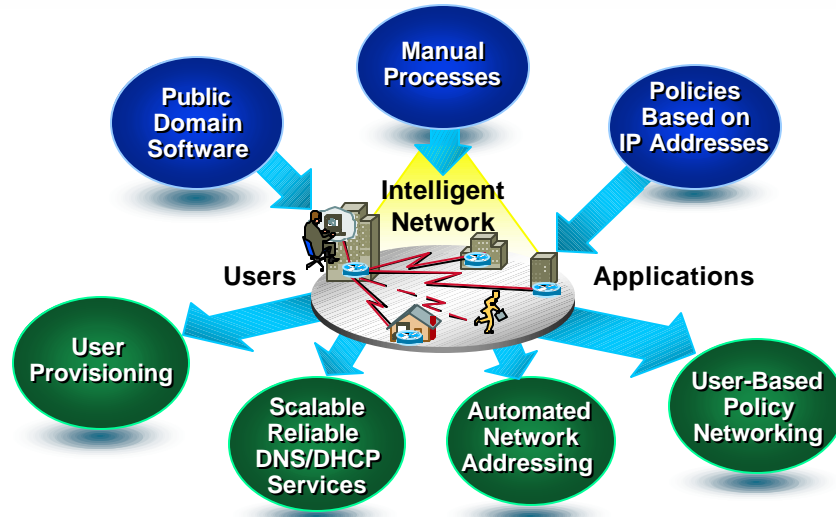 Manual
Processes
Public
Domain
Software
Policies
Based on
IP Addresses
Intelligent
Network
Users
Applications
User
Provisioning
Scalable
Reliable
DNS/DHCP
Services
Automated
Network
Addressing
User-Based
Policy
Networking